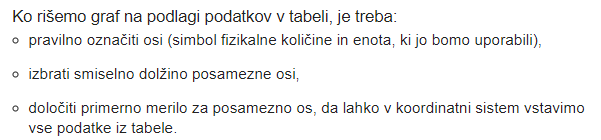 Ko rišemo graf na podlagi podatkov v tabeli, je treba:
◦ pravilno označiti osi (simbol fizikalne količine in enota, ki jo bomo uporabili),
◦ izbrati smiselno dolžino posamezne osi,
◦ določiti primerno merilo za posamezno os, da lahko v koordinatni sistem vstavimo
vse podatke iz tabele.